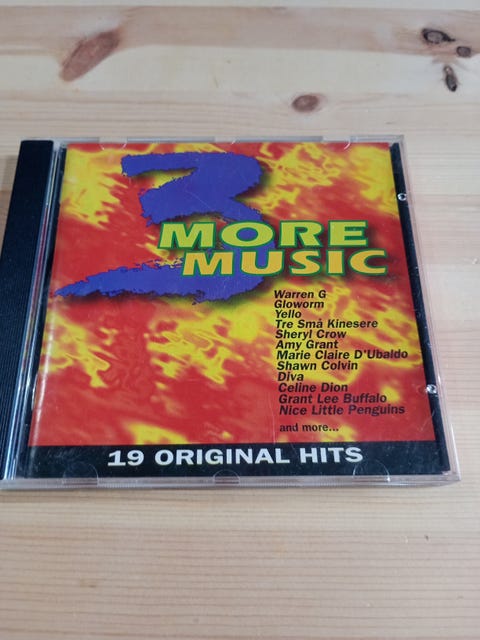 3
MORE
MUSIC
Warren G
Gloworm
Yello
Tre Små Kinesere
Sheryl Crow
Amy Grant
Marie Claire D'Ubaldo
Shawn Colvin
Diva
Celine Dion
Grant Lee Buffalo
Nice Little Penguins
and more...
19 ORIGINAL HITS